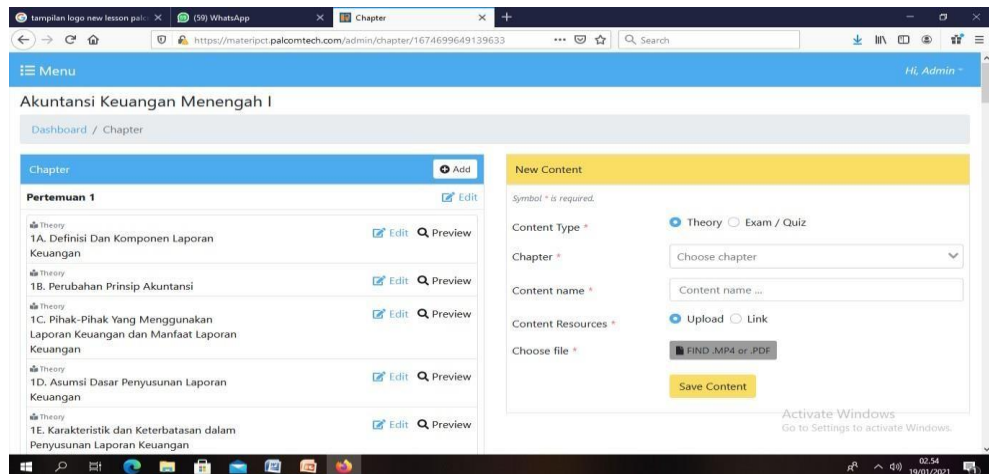 tampilan logo new lesson palc
(59) WhatsApp
Chapter
https://materipct.palcomtech.com/admin/chapter/1674699649139633
Search
Menu
Hi, Admin
Akuntansi Keuangan Menengah I
Dashboard / Chapter
Chapter
Add
Pertemuan 1
Edit
Theory
1A. Definisi Dan Komponen Laporan
Keuangan
Edit Preview
Theory
1B. Perubahan Prinsip Akuntansi
Edit Preview
Theory
1C. Pihak-Pihak Yang Menggunakan
Laporan Keuangan dan Manfaat Laporan
Keuangan
Edit Preview
Theory
1D. Asumsi Dasar Penyusunan Laporan
Keuangan
Edit Preview
Theory
1E. Karakteristik dan Keterbatasan dalam
Penyusunan Laporan Keuangan
Edit Preview
New Content
Symbol * is required.
Content Type *
Theory Exam / Quiz
Chapter *
Choose chapter
Content name *
Content name ...
Content Resources *
Upload Link
Choose file *
FIND .MP4 or .PDF
Save Content
Activate Windows
Go to Settings to activate Windows.
02.54
19/01/2021